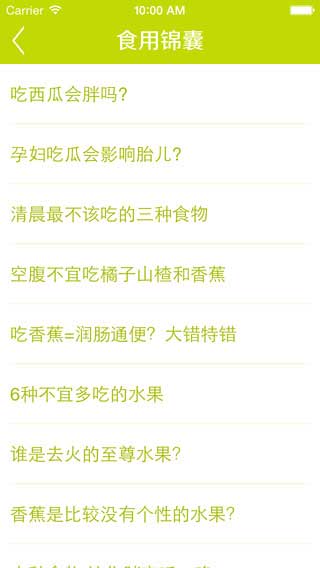 Carrier 10:00 AM
食用锦囊
吃西瓜会胖吗?
孕妇吃瓜会影响胎儿?
清晨最不该吃的三种食物
空腹不宜吃橘子山楂和香蕉
吃香蕉=润肠通便？大错特错
6种不宜多吃的水果
谁是去火的至尊水果?
香蕉是比较没有个性的水果?